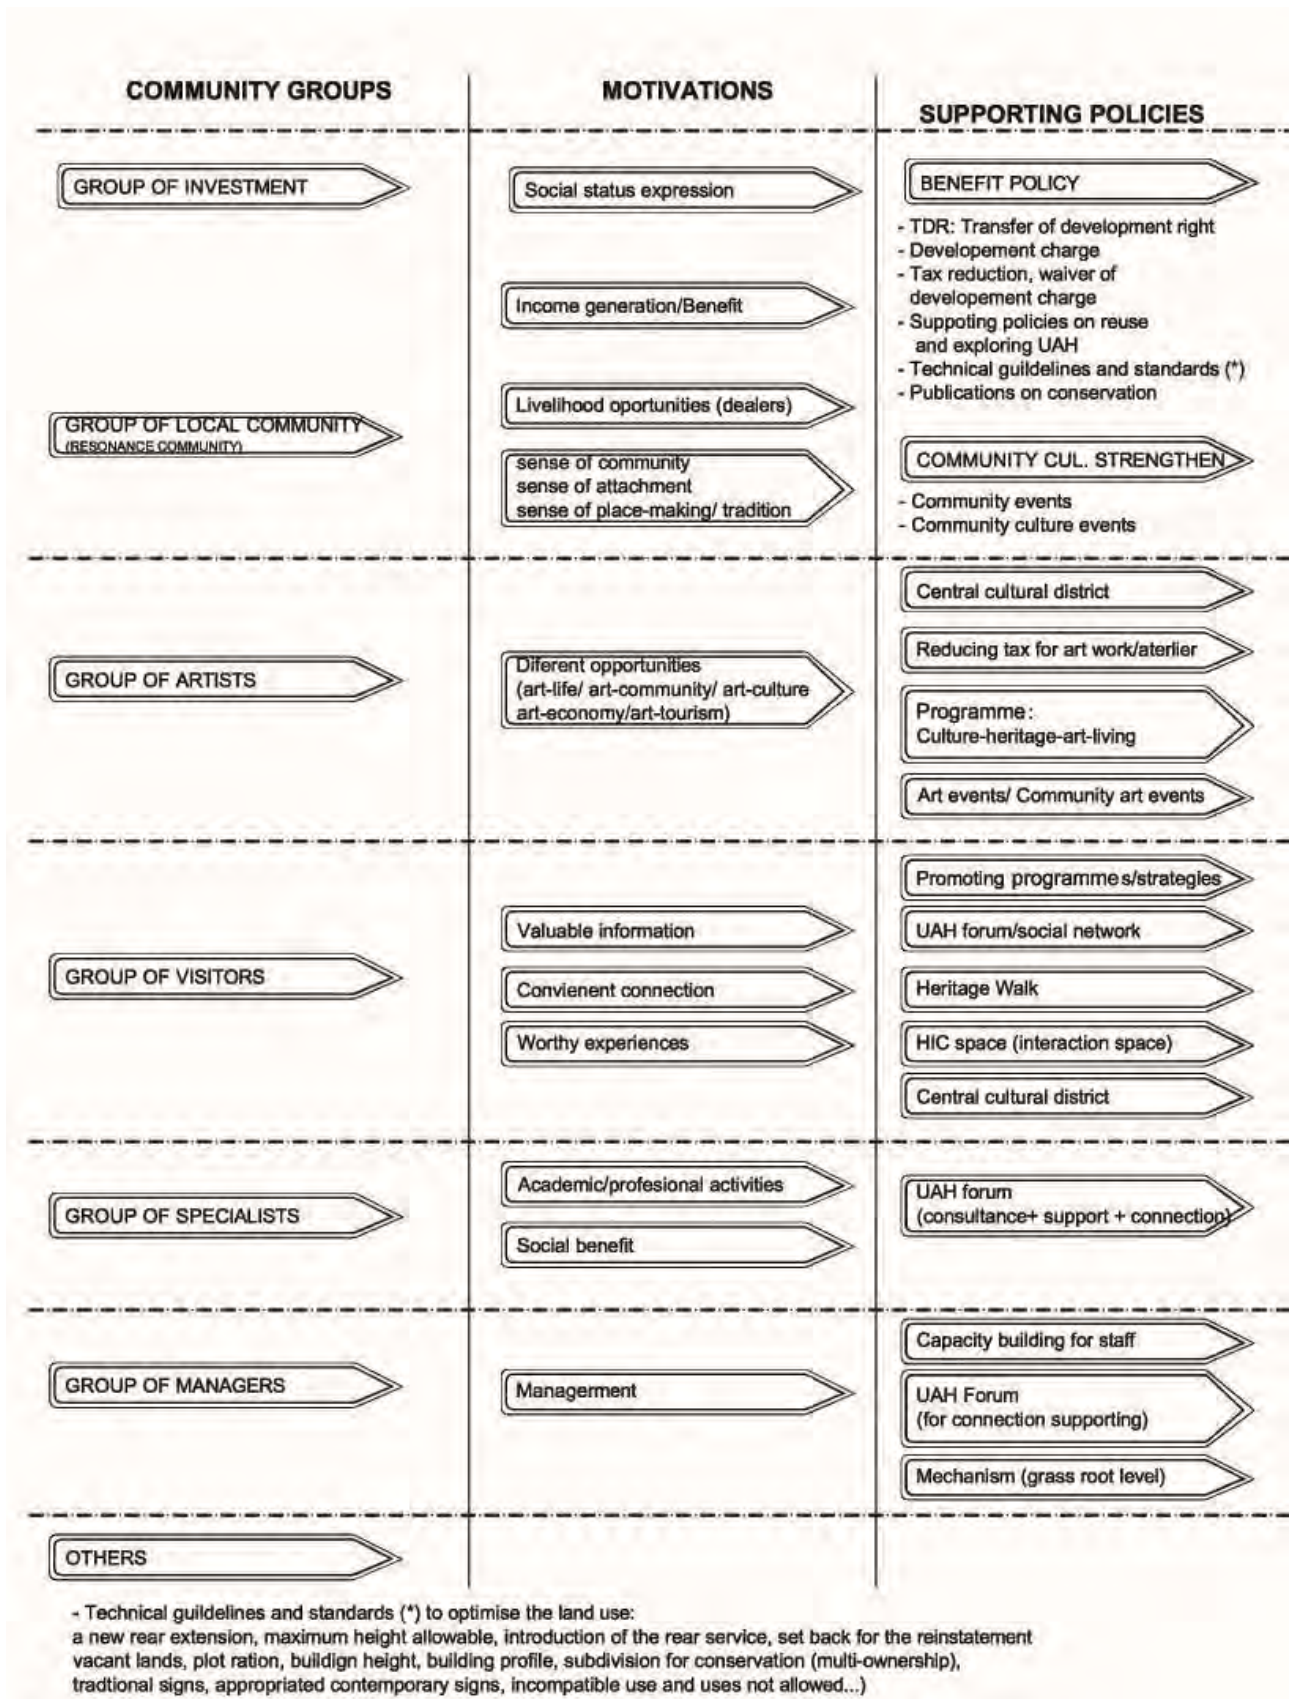 COMMUNITY GROUPS
MOTIVATIONS
SUPPORTING POLICIES
GROUP OF INVESTMENT
Social status expression
BENEFIT POLICY
- TDR: Transfer of development right
- Developement charge
- Tax reduction, waiver of
developement charge
- Suppoting policies on reuse
and exploring UAH
- Technical guildelines and standards (*)
- Publications on conservation
Income generation/Benefit
Livelihood oportunities (dealers)
GROUP OF LOCAL COMMUNITY
(RESONANCE COMMUNITY)
sense of community
sense of attachment
sense of place-making/ tradition
COMMUNITY CUL. STRENGTHEN
- Community events
- Community culture events
GROUP OF ARTISTS
Diferent opportunities
(art-life/ art-community/ art-culture
art-economy/art-tourism)
Central cultural district
Reducing tax for art work/aterlier
Programme:
Culture-heritage-art-living
Art events/ Community art events
GROUP OF VISITORS
Valuable information
Convienent connection
Worthy experiences
Promoting programmes/strategies
UAH forum/social network
Heritage Walk
HIC space (interaction space)
Central cultural district
GROUP OF SPECIALISTS
Academic/profesional activities
Social benefit
UAH forum
(consultance+ support + connection)
GROUP OF MANAGERS
Managerment
Capacity building for staff
UAH Forum
(for connection supporting)
Mechanism (grass root level)
OTHERS
- Technical guildelines and standards (*) to optimise the land use:
a new rear extension, maximum height allowable, introduction of the rear service, set back for the reinstatement
vacant lands, plot ration, buildign height, building profile, subdivision for conservation (multi-ownership),
tradtional signs, appropriated contemporary signs, incompatible use and uses not allowed...)